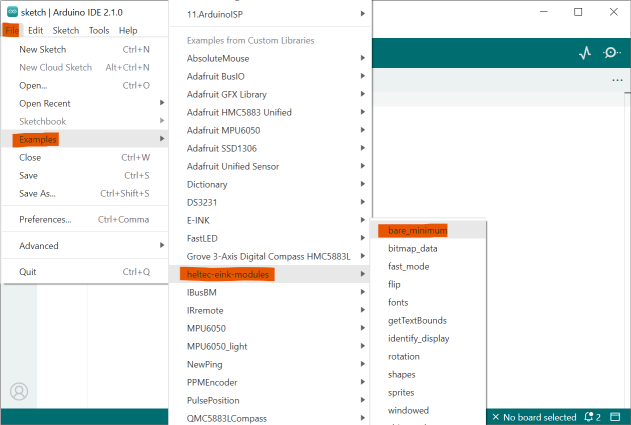 sketch | Arduino IDE 2.1.0
File Edit Sketch Tools Help
New Sketch Ctrl+N
New Cloud Sketch Alt+Ctrl+N
Open... Ctrl+O
Open Recent
Sketchbook
Examples
Close Ctrl+W
Save Ctrl+S
Save As... Ctrl+Shift+S
Preferences... Ctrl+Comma
Advanced
Quit Ctrl+Q
11.ArduinoISP
Examples from Custom Libraries
AbsoluteMouse
Adafruit BusIO
Adafruit GFX Library
Adafruit HMC5883 Unified
Adafruit MPU6050
Adafruit SSD1306
Adafruit Unified Sensor
Dictionary
DS3231
E-INK
FastLED
Grove 3-Axis Digital Compass HMC5883L
heltec-eink-modules
IBusBM
IRremote
MPU6050
MPU6050_light
NewPing
PPMEncoder
PulsePosition
QMC5883LCompass
bare_minimum
bitmap_data
fast_mode
flip
fonts
getTextBounds
identify_display
rotation
shapes
sprites
windowed
No board selected 2